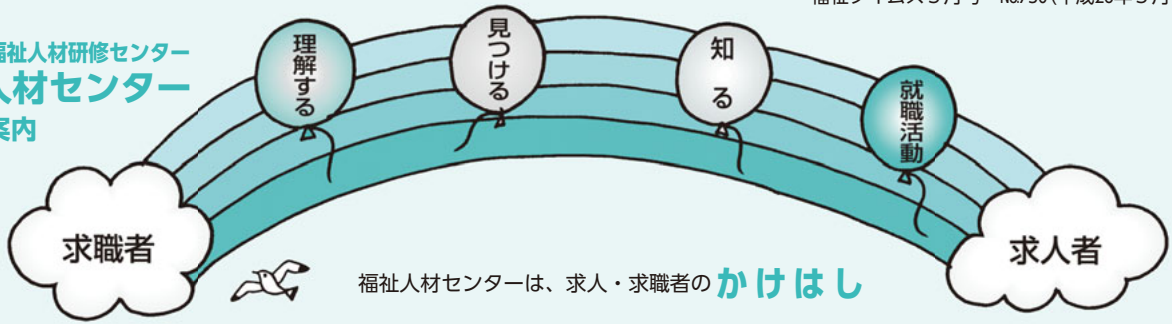 福祉人材研修センター
人材センター
案内
理解する
見つける
知る
就職活動
求職者
求人者
福祉人材センターは、求人・求職者のかけはし